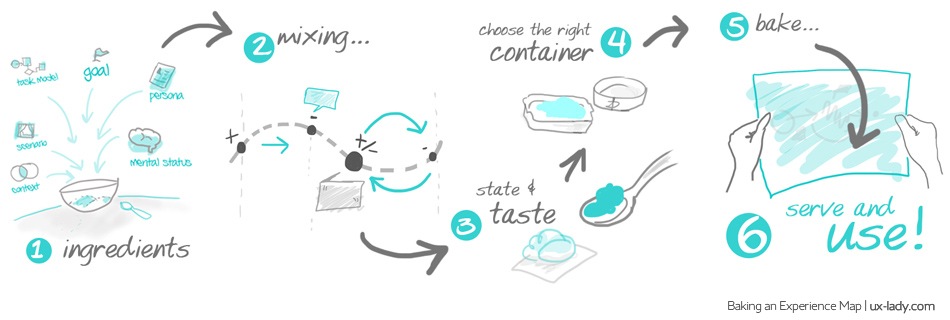 task model
goal
persona
scenario
context
mental status
1 ingredients
2 mixing...
+
-
+/-
-
3 state &
taste
choose the right
container 4
5 bake...
6 serve and
use!
Baking an Experience Map | ux-lady.com